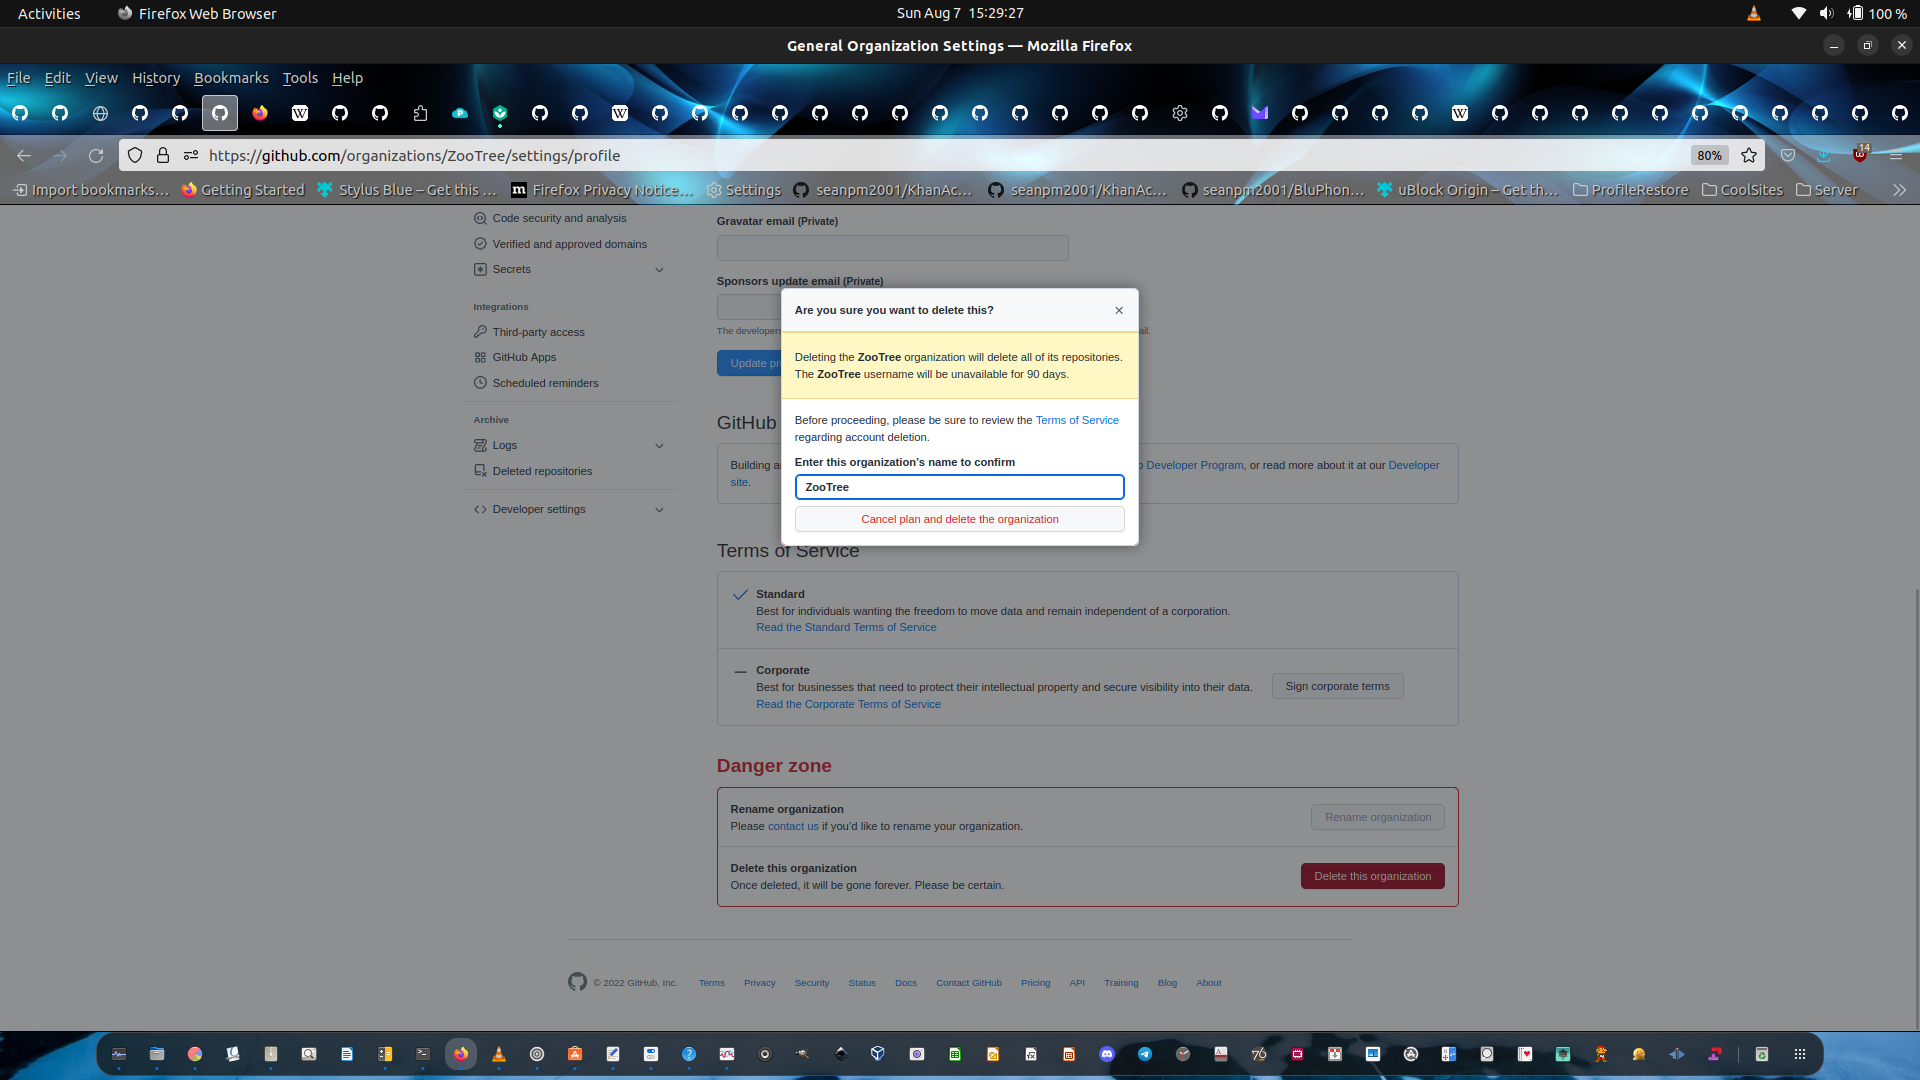 Activities
Firefox Web Browser
Sun Aug 7 15:29:27
100 %
General Organization Settings — Mozilla Firefox
File Edit View History Bookmarks Tools Help
https://github.com/organizations/ZooTree/settings/profile
80%
14
Import bookmarks…
Getting Started
Stylus Blue – Get this …
Firefox Privacy Notice…
Settings
seanpm2001/KhanAc…
seanpm2001/KhanAc…
seanpm2001/BluPhon…
uBlock Origin – Get th…
ProfileRestore
CoolSites
Server
Code security and analysis
Verified and approved domains
Secrets
Integrations
Third-party access
GitHub Apps
Scheduled reminders
Archive
Logs
Deleted repositories
Developer settings
Gravatar email (Private)
Sponsors update email (Private)
The developer
ail.
Update pr
GitHub
Building a
Developer Program, or read more about it at our Developer
site.
Are you sure you want to delete this?
Deleting the ZooTree organization will delete all of its repositories.
The ZooTree username will be unavailable for 90 days.
Before proceeding, please be sure to review the Terms of Service
regarding account deletion.
Enter this organization's name to confirm
ZooTree
Cancel plan and delete the organization
Terms of Service
Standard
Best for individuals wanting the freedom to move data and remain independent of a corporation.
Read the Standard Terms of Service
Corporate
Best for businesses that need to protect their intellectual property and secure visibility into their data.
Read the Corporate Terms of Service
Sign corporate terms
Danger zone
Rename organization
Please contact us if you'd like to rename your organization.
Rename organization
Delete this organization
Once deleted, it will be gone forever. Please be certain.
Delete this organization
© 2022 GitHub, Inc.
Terms
Privacy
Security
Status
Docs
Contact GitHub
Pricing
API
Training
Blog
About